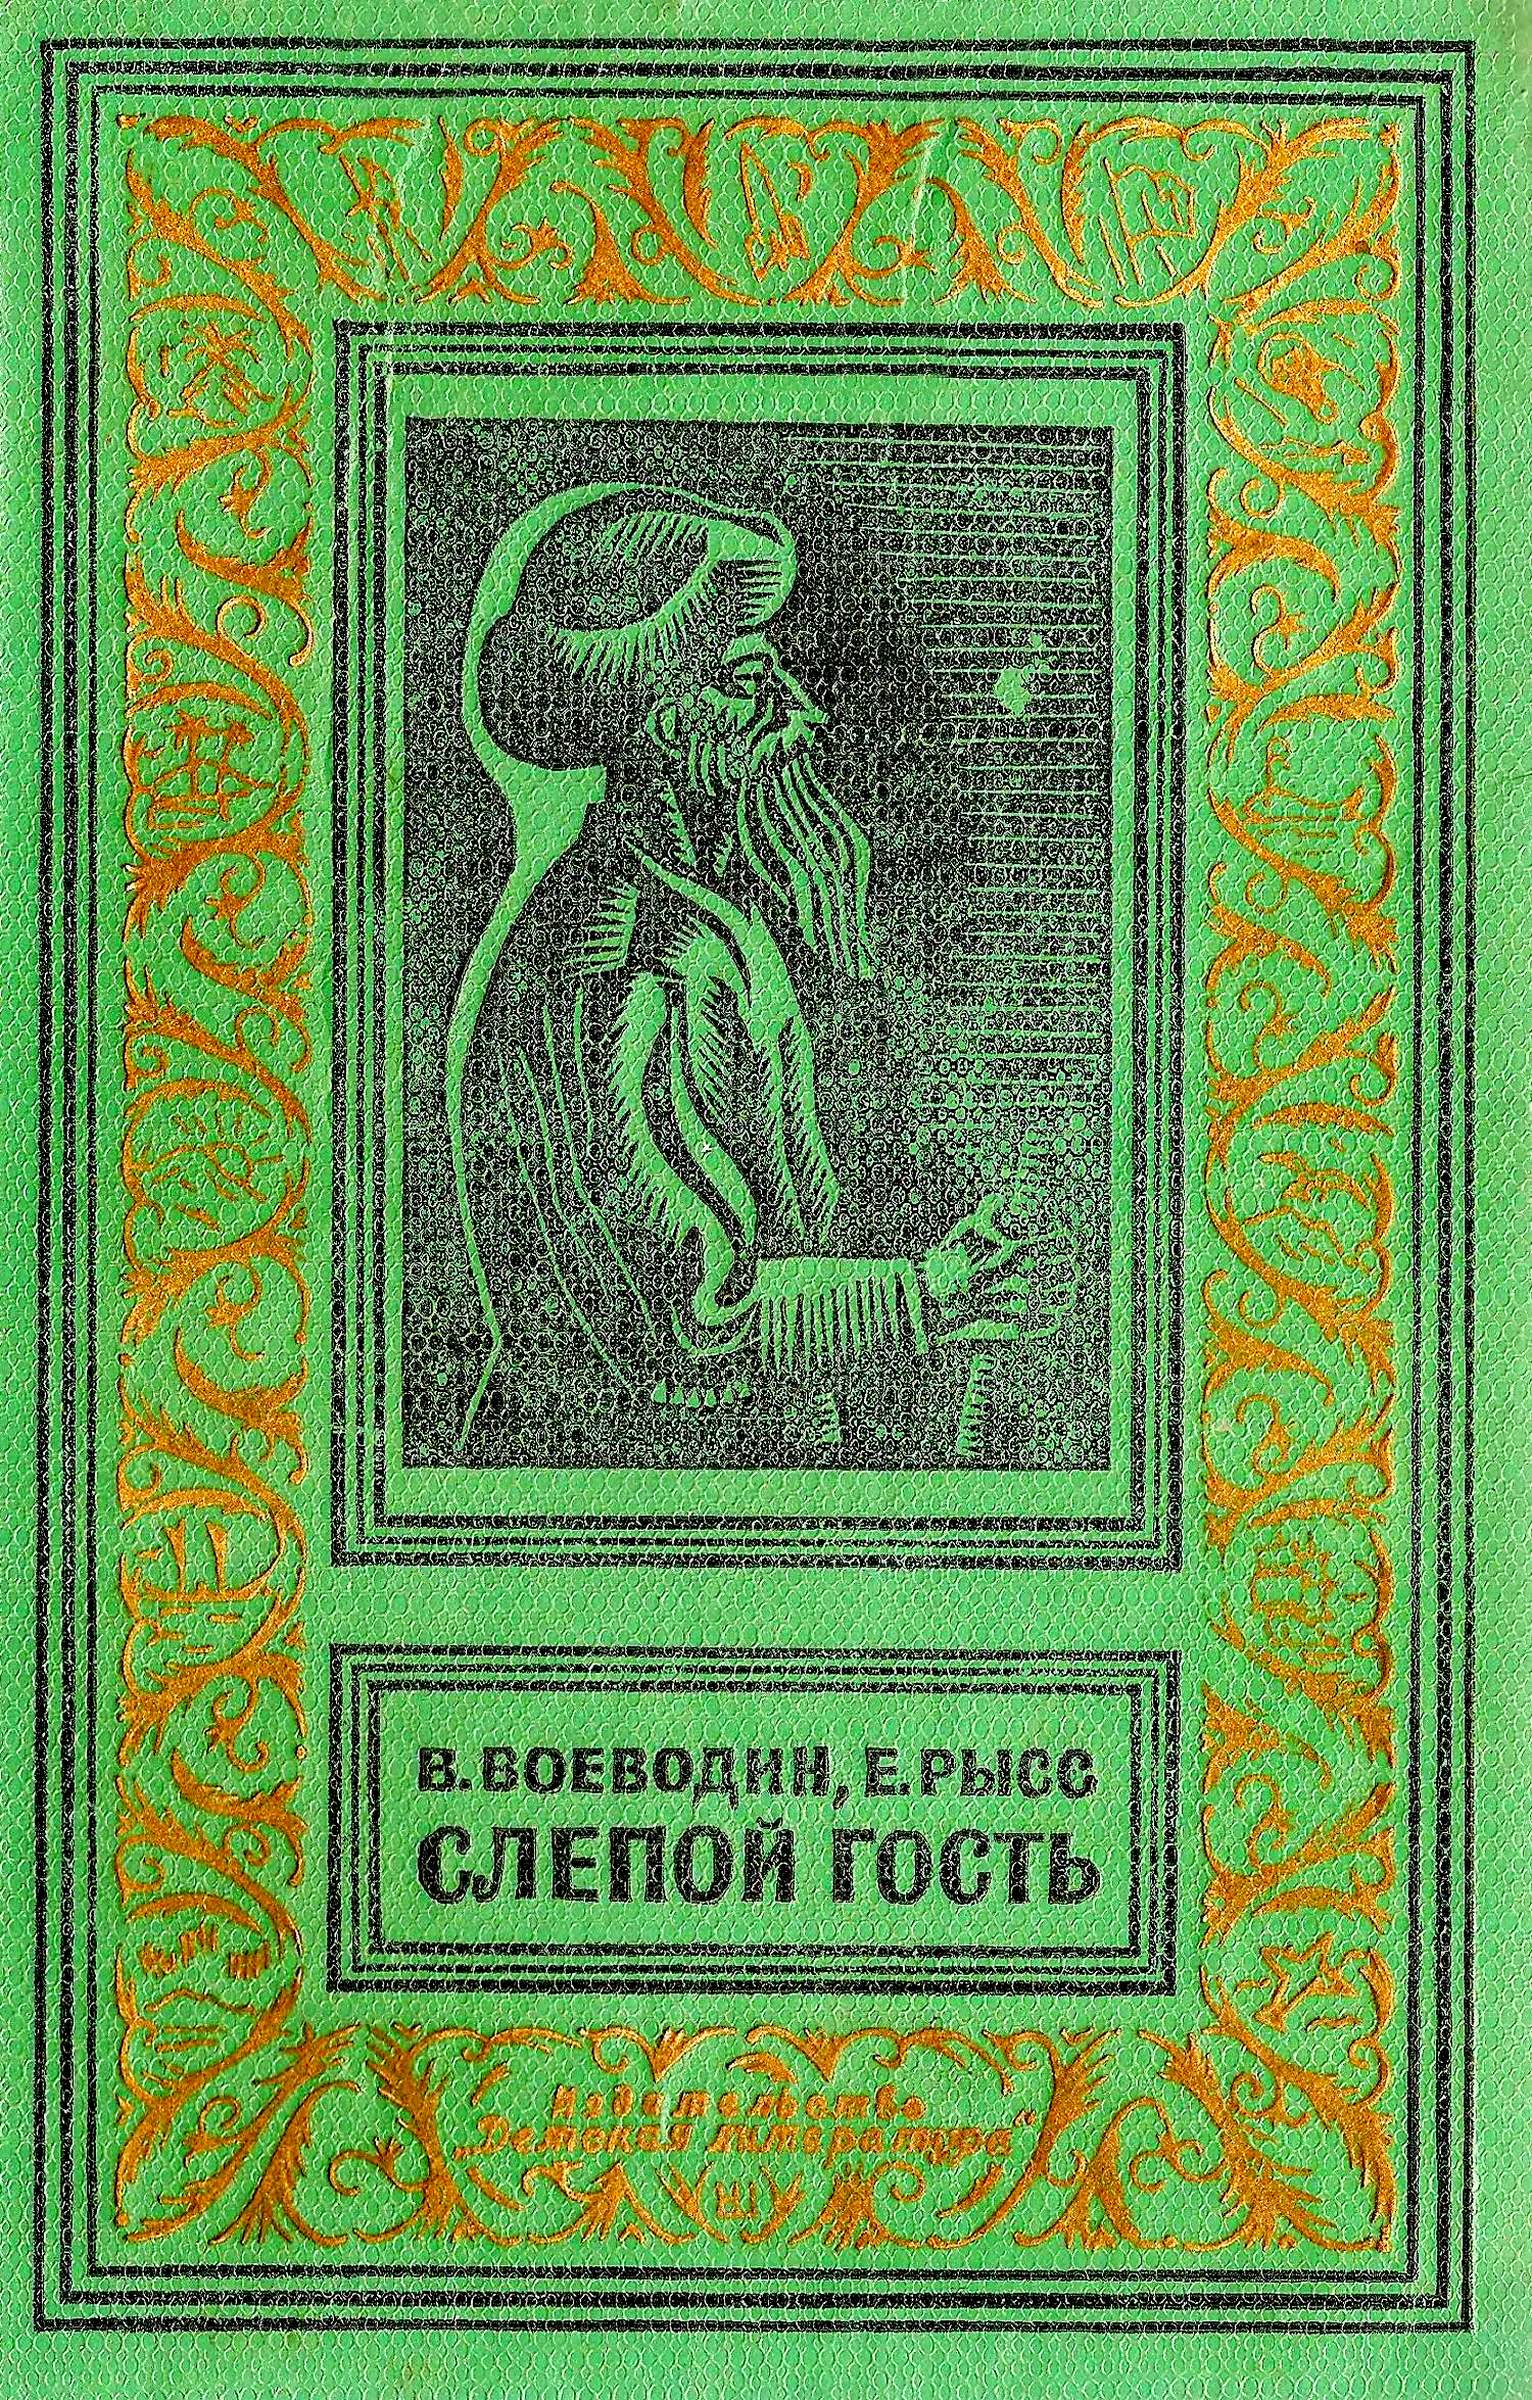 В. ВОЕВОДИН, Е. РЫСС
СЛЕПОЙ ГОСТЬ
Издательство
„Детская литература“